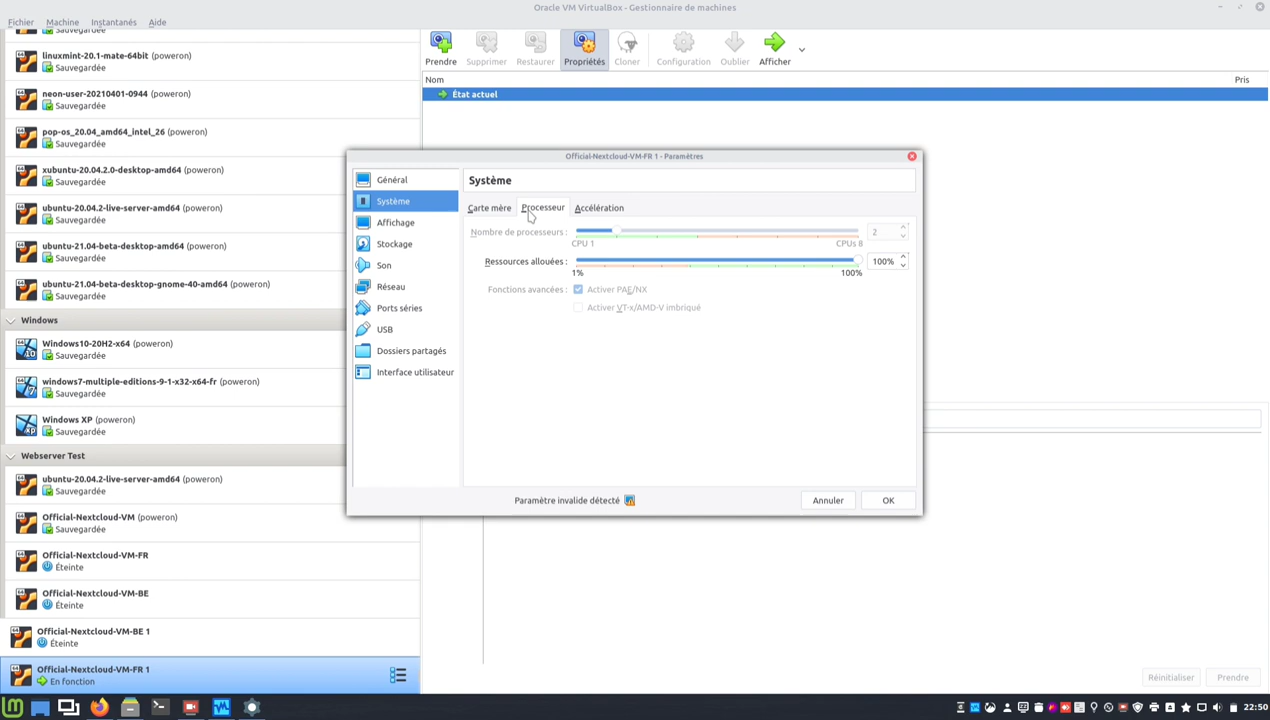 Oracle VM VirtualBox - Gestionnaire de machines
Fichier Machine Instantanés Aide
Sauvegardée
linuxmint-20.1-mate-64bit (poweron)
Sauvegardée
neon-user-20210401-0944 (poweron)
Sauvegardée
pop-os_20.04_amd64_intel_26 (poweron)
Sauvegardée
xubuntu-20.04.2.0-desktop-amd64 (poweron)
Sauvegardée
ubuntu-20.04.2-live-server-amd64 (poweron)
Sauvegardée
ubuntu-21.04-beta-desktop-amd64 (poweron)
Sauvegardée
ubuntu-21.04-beta-desktop-gnome-40-amd64 (poweron)
Sauvegardée
Windows
Windows10-20H2-x64 (poweron)
Sauvegardée
windows7-multiple-editions-9-1-x32-x64-fr (poweron)
Sauvegardée
Windows XP (poweron)
Sauvegardée
Webserver Test
ubuntu-20.04.2-live-server-amd64 (poweron)
Sauvegardée
Official-Nextcloud-VM (poweron)
Sauvegardée
Official-Nextcloud-VM-FR
Éteinte
Official-Nextcloud-VM-BE
Éteinte
Official-Nextcloud-VM-BE 1
Éteinte
Official-Nextcloud-VM-FR 1
En fonction
Prendre Supprimer Restaurer Propriétés Cloner Configuration Oublier Afficher
Nom Pris
État actuel
Official-Nextcloud-VM-FR 1 - Paramètres
Général
Système
Affichage
Stockage
Son
Réseau
Ports séries
USB
Dossiers partagés
Interface utilisateur
Système
Carte mère Processeur Accélération
Nombre de processeurs : 2
CPU 1 CPUs 8
Ressources allouées : 100%
1% 100%
Fonctions avancées : Activer PAE/NX
Activer VT-x/AMD-V imbriqué
Paramètre invalide détecté
Annuler OK
Réinitialiser Prendre
22:50